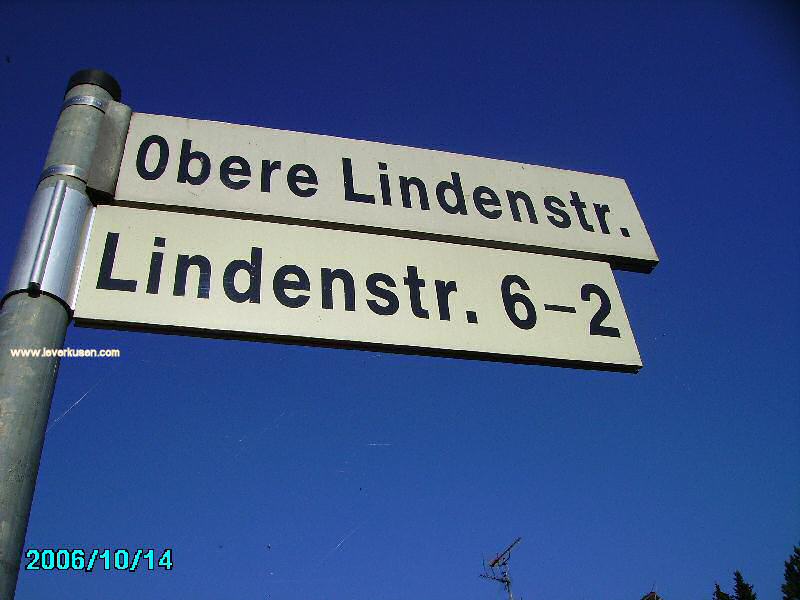 Obere Lindenstr.
Lindenstr. 6-2
www.leverkusen.com
2006/10/14